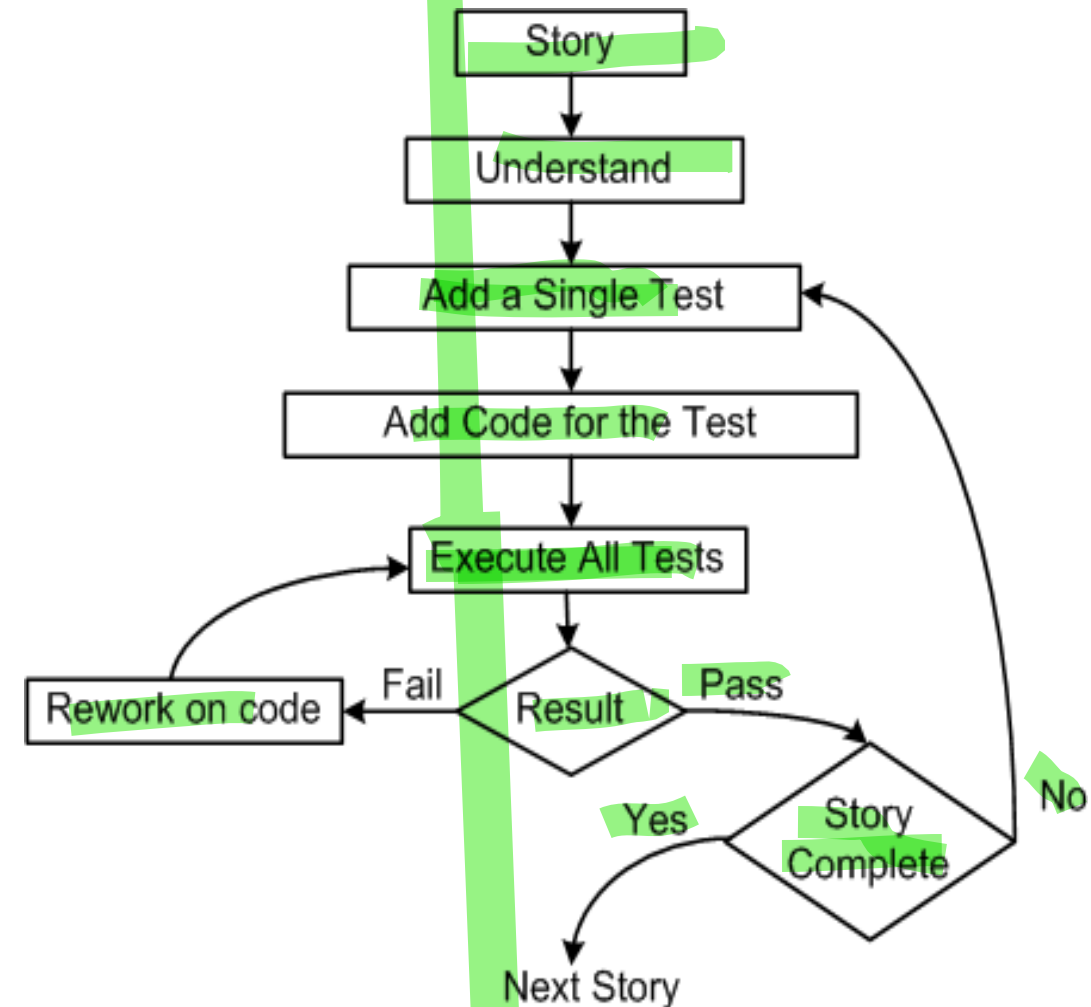 Story
Understand
Add a Single Test
Add Code for the Test
Execute All Tests
Fail
Pass
Rework on code
Result
No
Yes
Story
Complete
Next Story